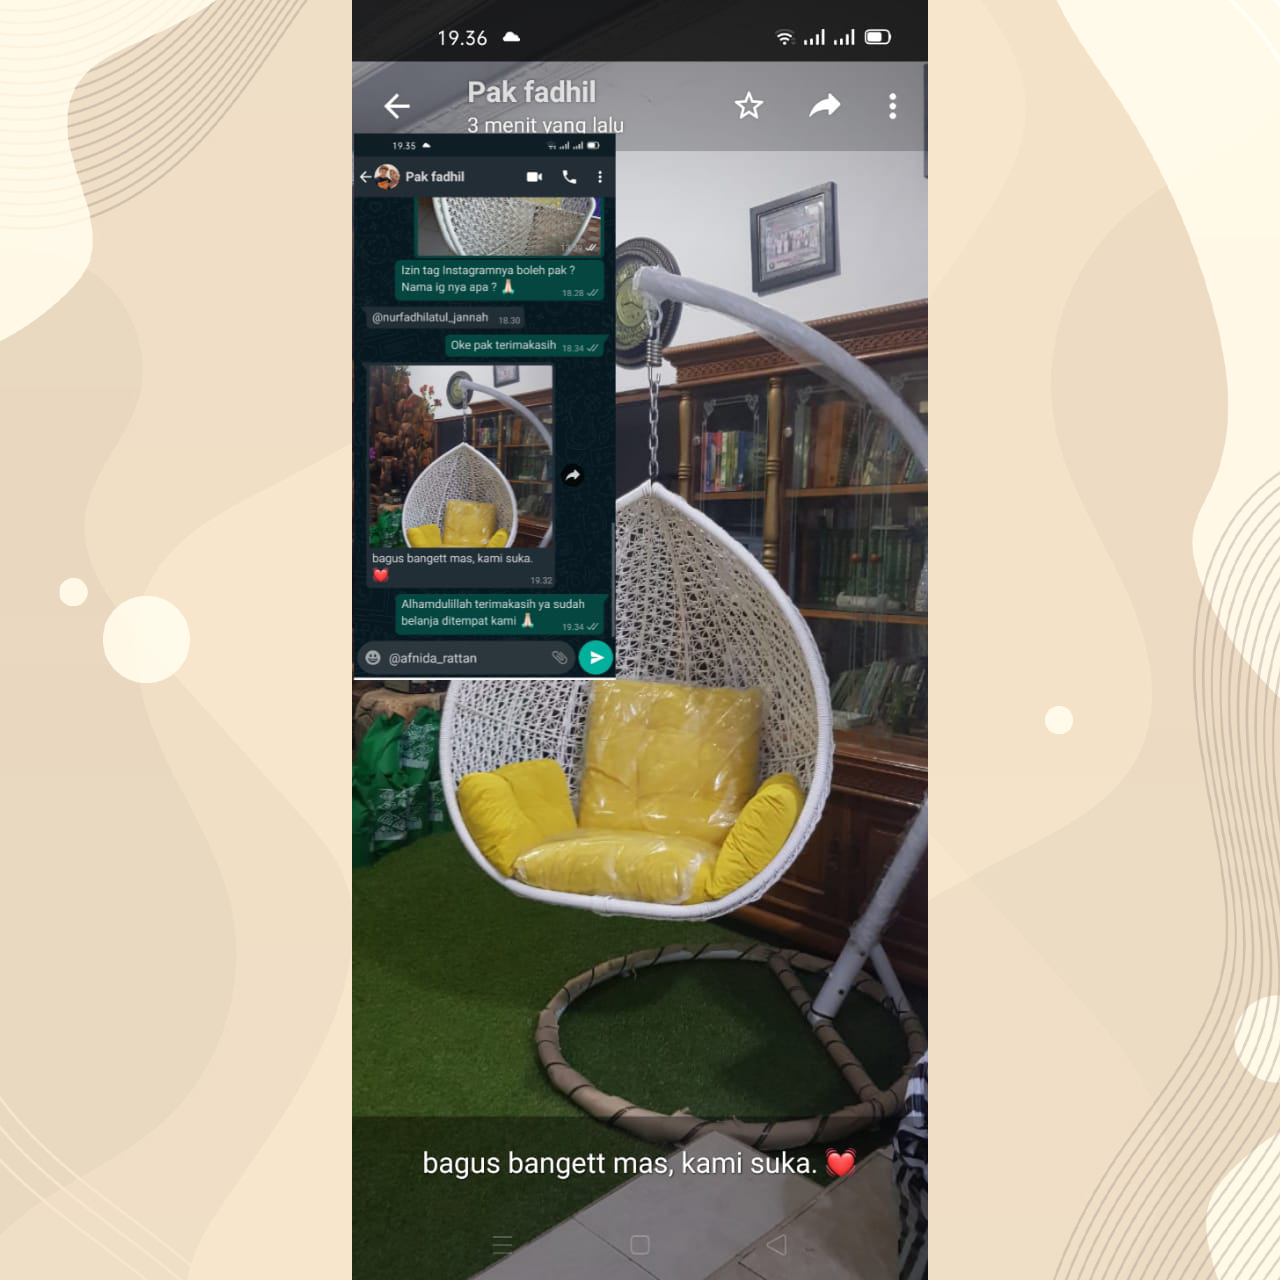 19.36
Pak fadhil
3 menit yang lalu
19.35
Pak fadhil
Izin tag Instagramnya boleh pak ?
Nama ig nya apa ? 🙏🏻
18.28
@nurfadhilatul_jannah 18.30
Oke pak terimakasih 18.34
bagus bangett mas, kami suka.
💓
19.32
Alhamdulillah terimakasih ya sudah
belanja ditempat kami 🙏🏻
19.34
@afnida_rattan
bagus bangett mas, kami suka. 💓